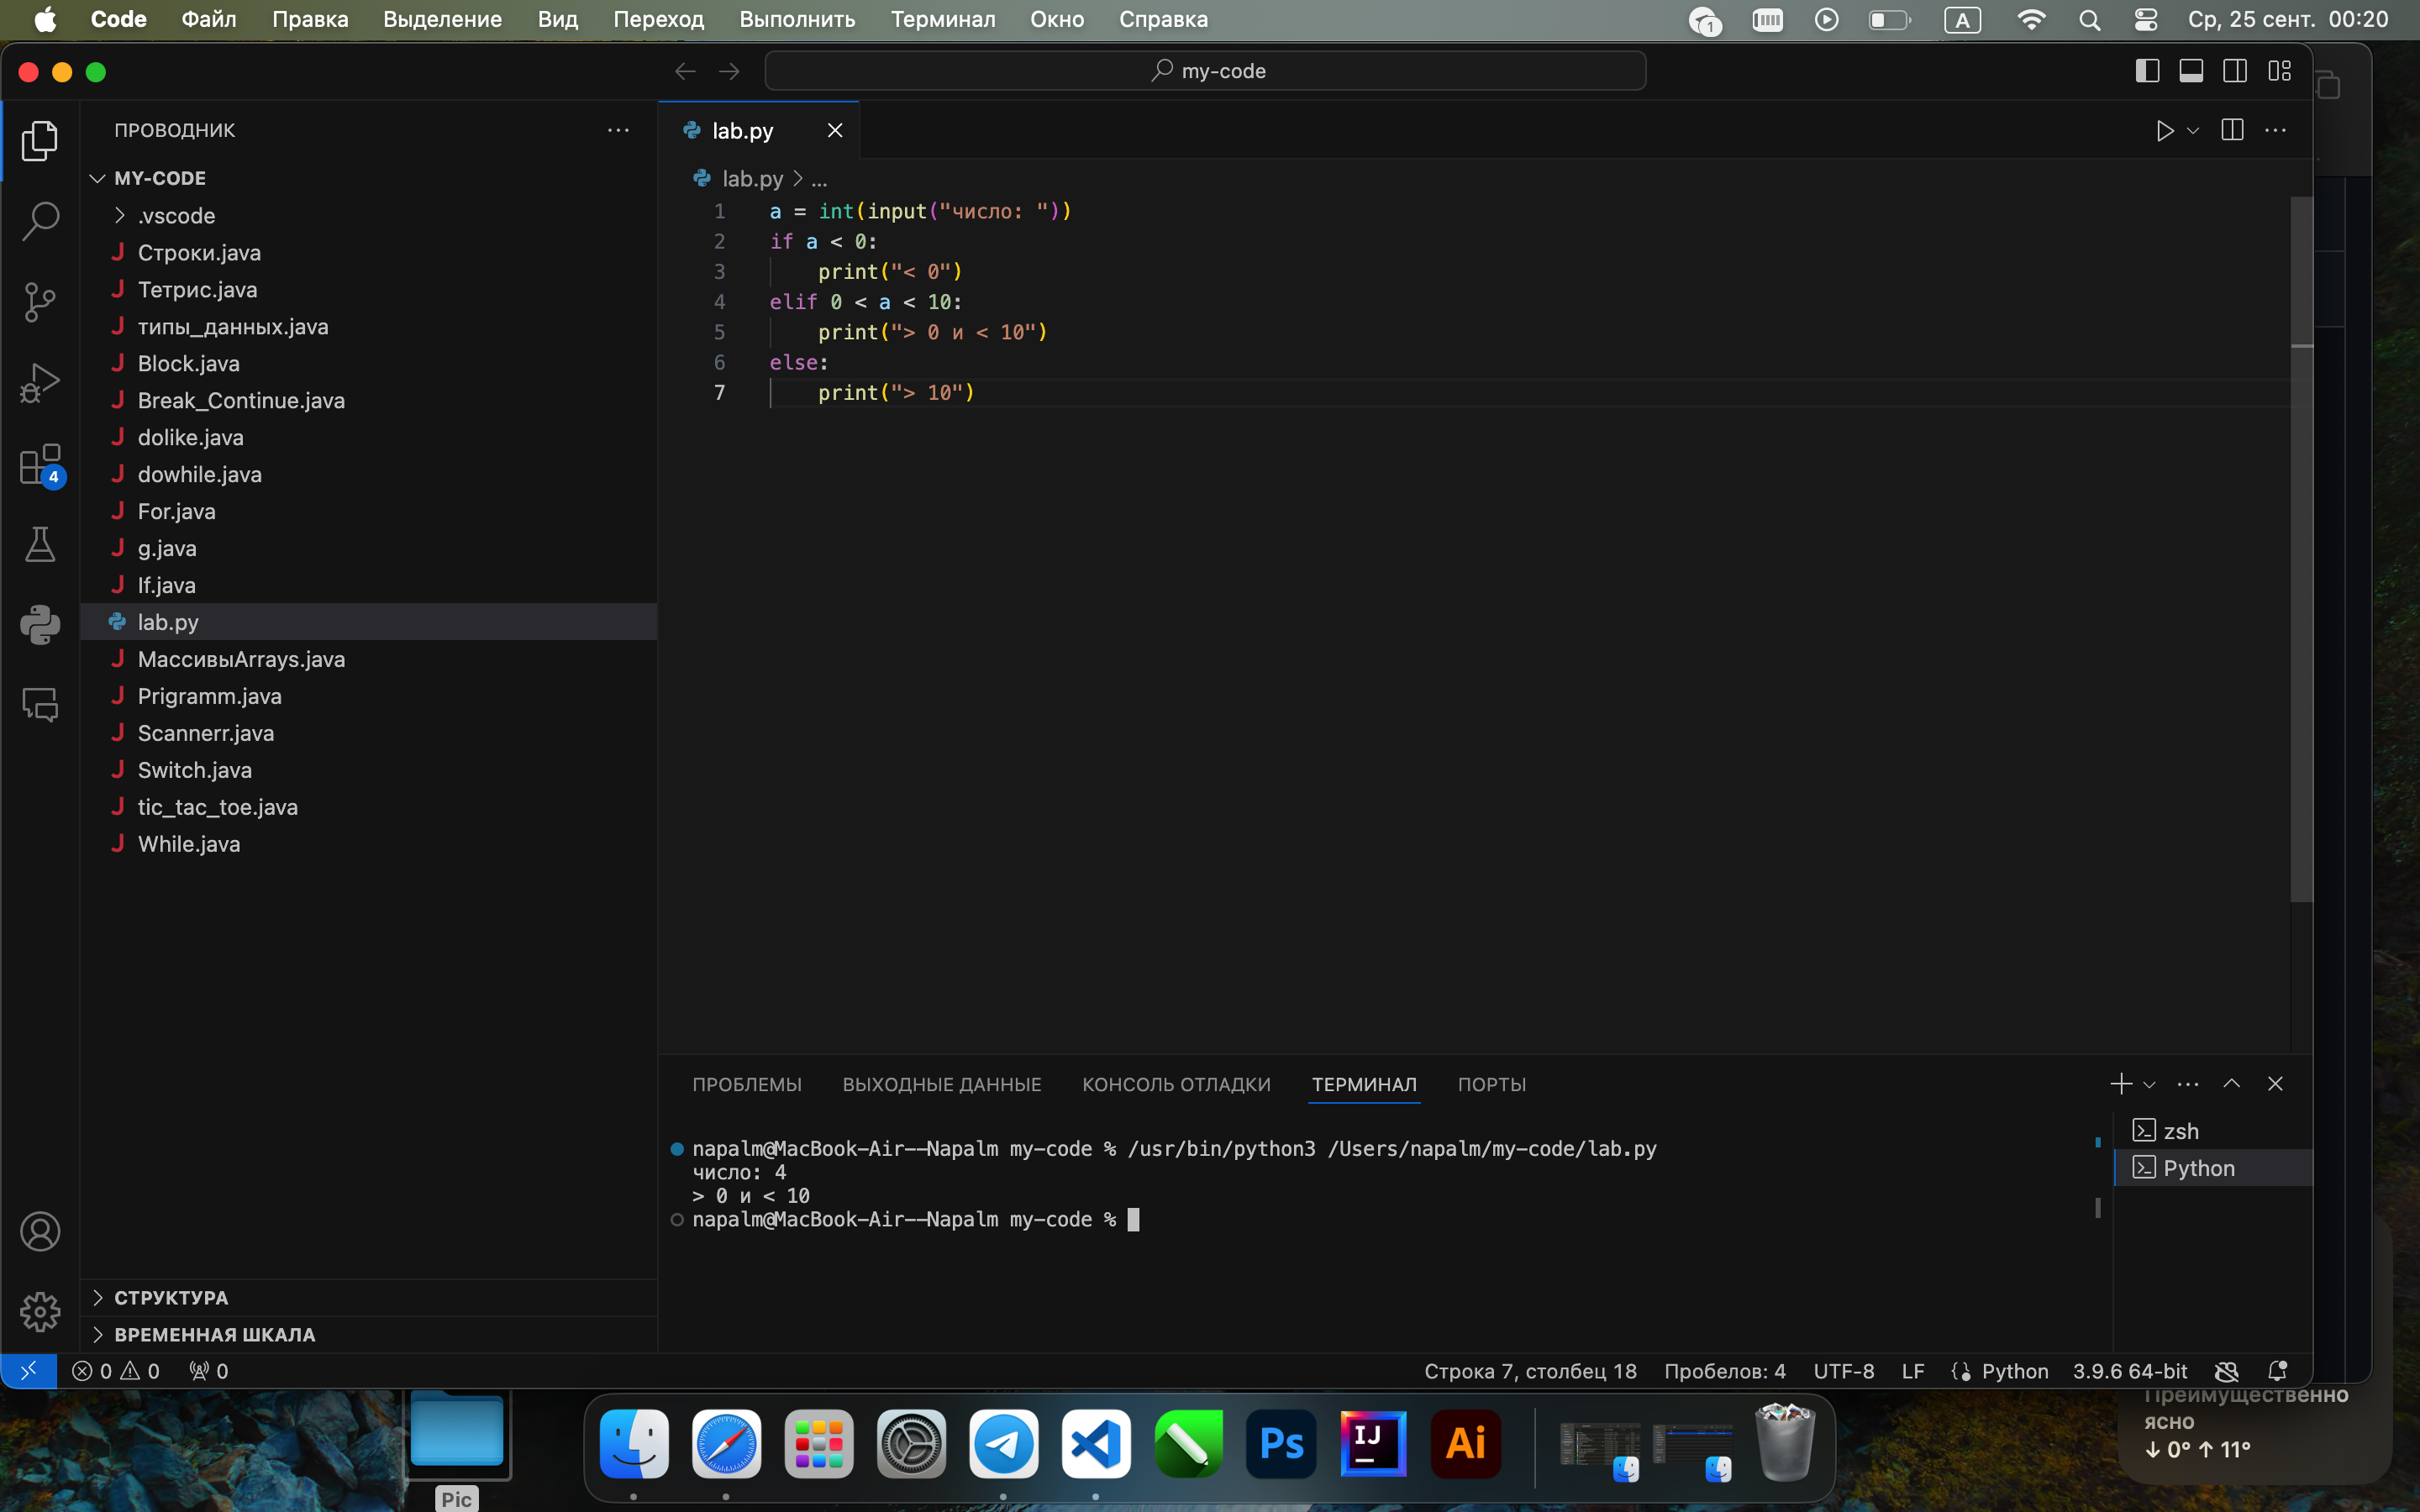 Code Файл Правка Выделение Вид Переход Выполнить Терминал Окно Справка 1 A Ср, 25 сент. 00:20
my-code
ПРОВОДНИК
MY-CODE
.vscode
J Строки.java
J Тетрис.java
J типы_данных.java
J Block.java
J Break_Continue.java
J dolike.java
J dowhile.java
J For.java
J g.java
J If.java
lab.py
J МассивыArrays.java
J Prigramm.java
J Scannerr.java
J Switch.java
J tic_tac_toe.java
J While.java
4
СТРУКТУРА
ВРЕМЕННАЯ ШКАЛА
lab.py
lab.py > ...
1 a = int(input("число: "))
2 if a < 0:
3 print("< 0")
4 elif 0 < a < 10:
5 print("> 0 и < 10")
6 else:
7 print("> 10")
ПРОБЛЕМЫ ВЫХОДНЫЕ ДАННЫЕ КОНСОЛЬ ОТЛАДКИ ТЕРМИНАЛ ПОРТЫ
napalm@MacBook-Air--Napalm my-code % /usr/bin/python3 /Users/napalm/my-code/lab.py
число: 4
> 0 и < 10
napalm@MacBook-Air--Napalm my-code %
zsh
Python
0 0 0 Строка 7, столбец 18 Пробелов: 4 UTF-8 LF Python 3.9.6 64-bit
Преимущественно
ясно
↓ 0° ↑ 11°
Pic
Ps
IJ
Ai